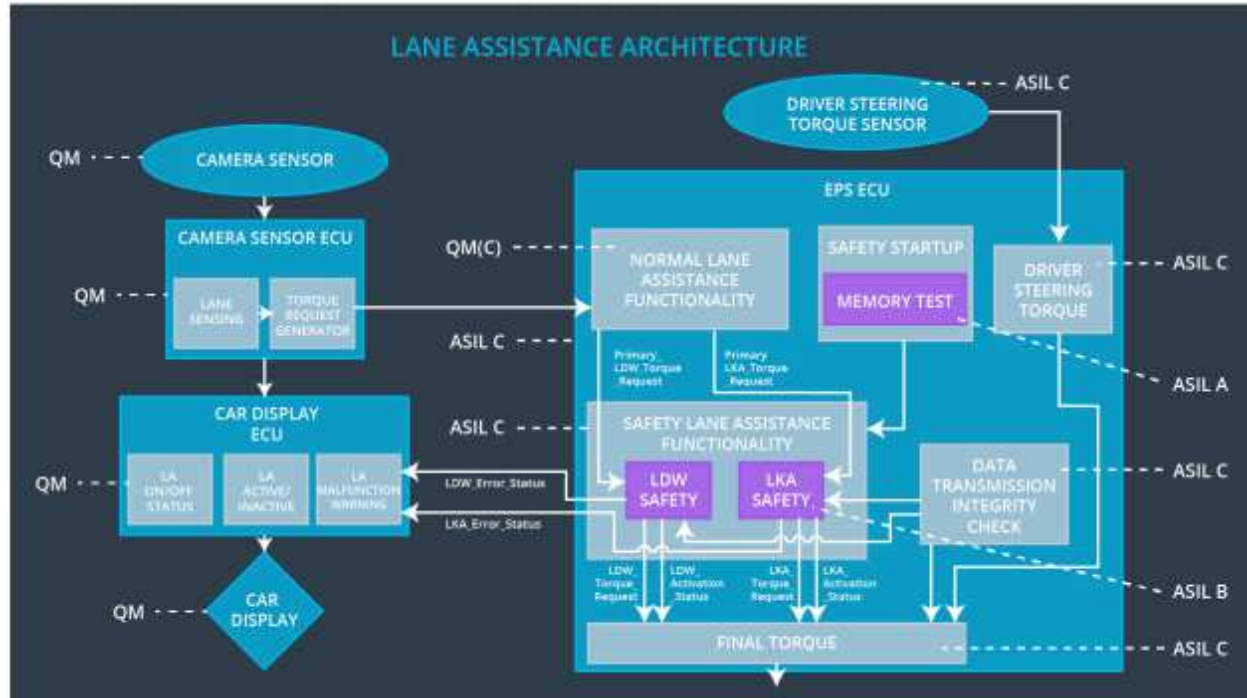 LANE ASSISTANCE ARCHITECTURE
ASIL C
DRIVER STEERING
TORQUE SENSOR
QM
CAMERA SENSOR
EPS ECU
CAMERA SENSOR ECU
QM(C)
NORMAL LANE
ASSISTANCE
FUNCTIONALITY
SAFETY STARTUP
MEMORY TEST
DRIVER
STEERING
TORQUE
ASIL C
QM
LANE
SENSING
TORQUE
REQUEST
GENERATOR
ASIL C
Primary_
LDW_Torque
_Request
Primary
LKA_Torque
_Request
ASIL A
CAR DISPLAY
ECU
ASIL C
SAFETY LANE ASSISTANCE
FUNCTIONALITY
QM
LA
ON/OFF
STATUS
LA
ACTIVE/
INACTIVE
LA
MALFUNCTION
WARNING
LDW_Error_Status
LKA_Error_Status
LDW
SAFETY
LKA
SAFETY
DATA
TRANSMISSION
INTEGRITY
CHECK
ASIL C
LDW_
Torque_
Request
LDW_
Activation
_Status
LKA_
Torque_
Request
LKA_
Activation
_Status
ASIL B
QM
CAR
DISPLAY
FINAL TORQUE
ASIL C